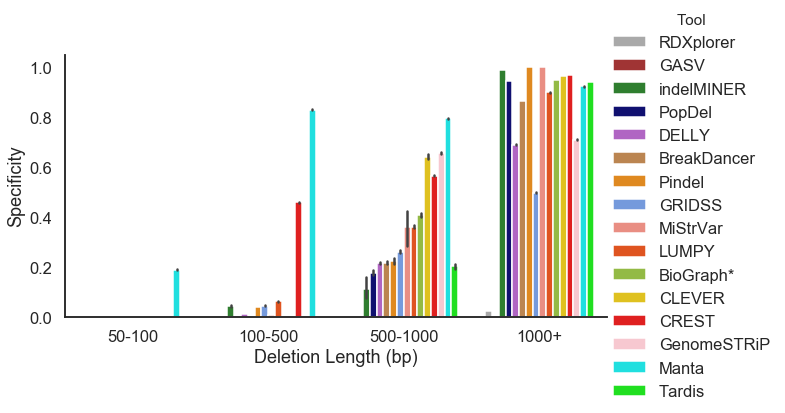 Tool
RDXplorer
GASV
indelMINER
PopDel
DELLY
BreakDancer
Pindel
GRIDSS
MiStrVar
LUMPY
BioGraph*
CLEVER
CREST
GenomeSTRiP
Manta
Tardis
Specificity
1.0
0.8
0.6
0.4
0.2
0.0
50-100 100-500 500-1000 1000+
Deletion Length (bp)